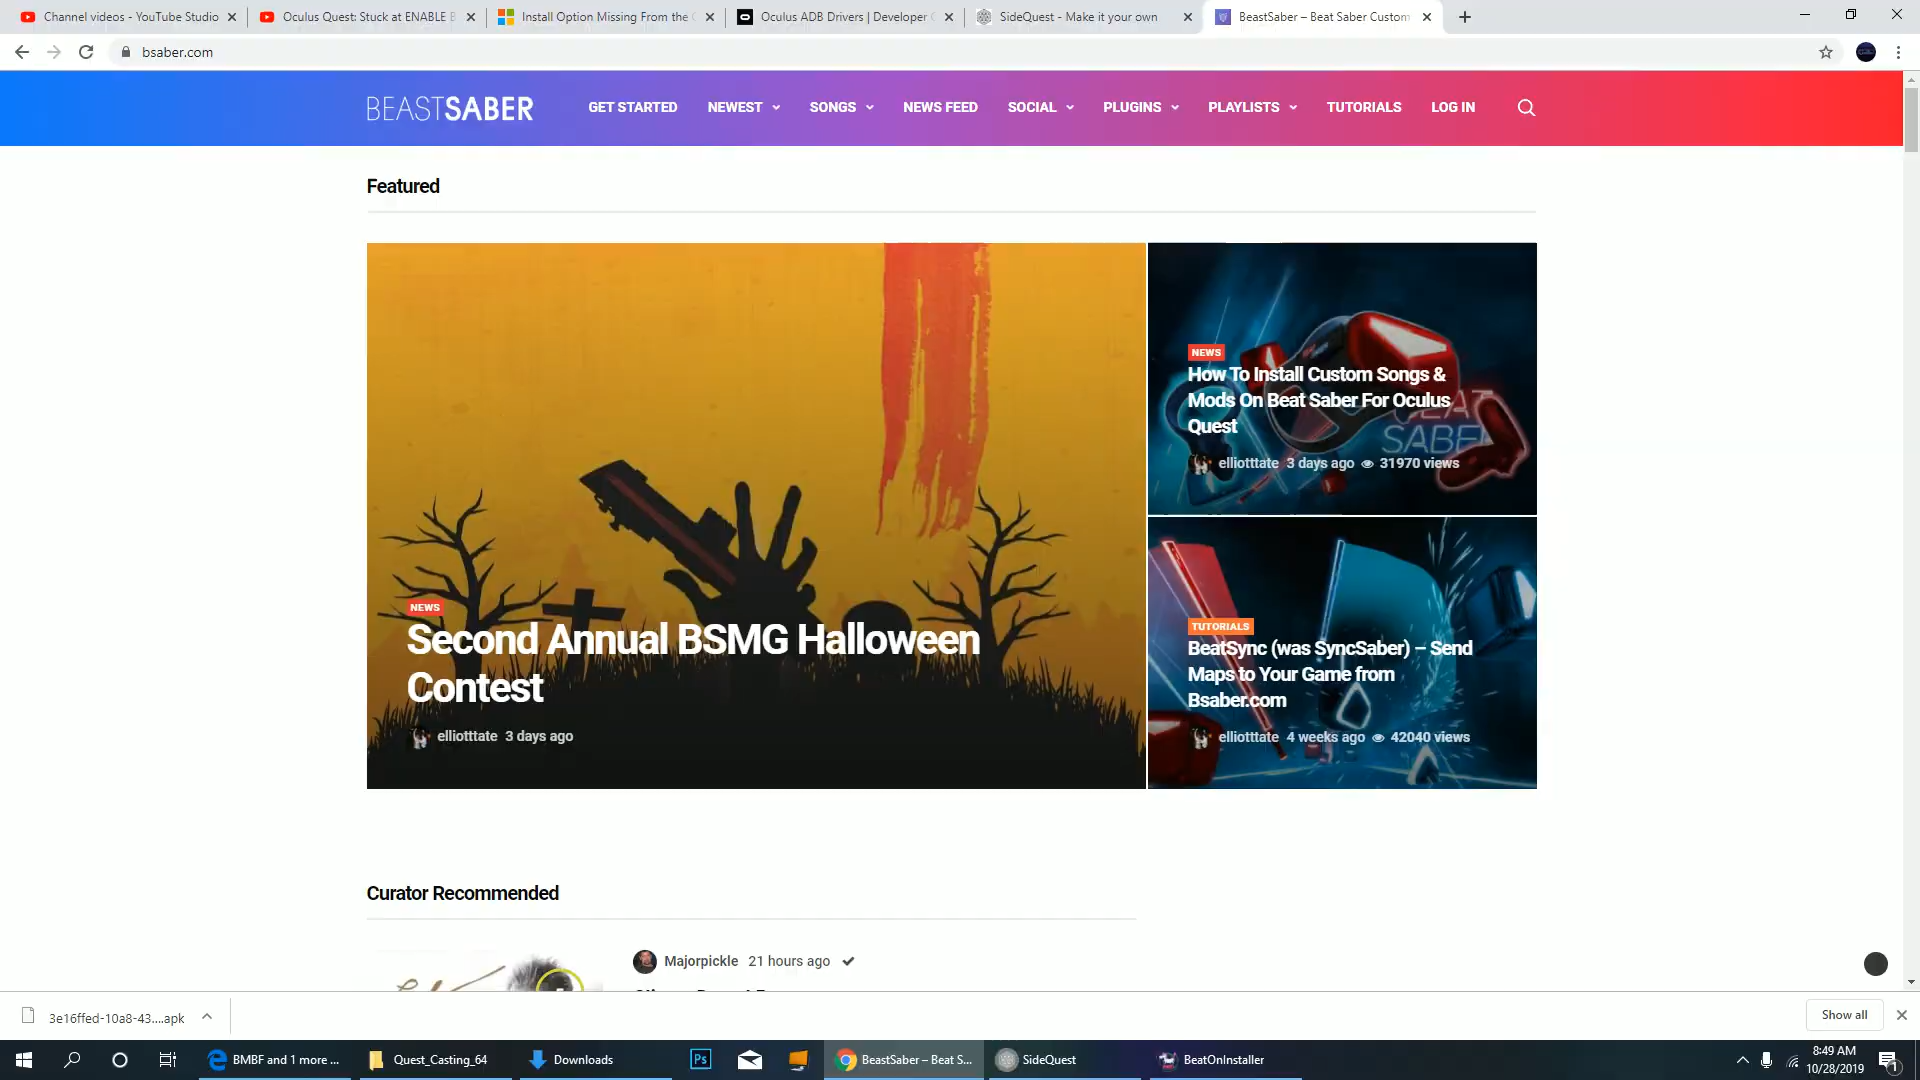 Channel videos - YouTube Studio
Oculus Quest: Stuck at ENABLE
Install Option Missing From the
Oculus ADB Drivers | Developer
SideQuest - Make it your own
BeastSaber – Beat Saber Custom
bsaber.com
BEASTSABER
GET STARTED
NEWEST
SONGS
NEWS FEED
SOCIAL
PLUGINS
PLAYLISTS
TUTORIALS
LOG IN
Featured
NEWS
Second Annual BSMG Halloween
Contest
elliotttate 3 days ago
NEWS
How To Install Custom Songs &
Mods On Beat Saber For Oculus
Quest
elliotttate 3 days ago 31970 views
TUTORIALS
BeatSync (was SyncSaber) – Send
Maps to Your Game from
Bsaber.com
elliotttate 4 weeks ago 42040 views
Curator Recommended
Majorpickle 21 hours ago
3e16ffed-10a8-43....apk
Show all
BMBF and 1 more ...
Quest_Casting_64
Downloads
Ps
BeastSaber – Beat S...
SideQuest
BeatOnInstaller
8:49 AM
10/28/2019
1